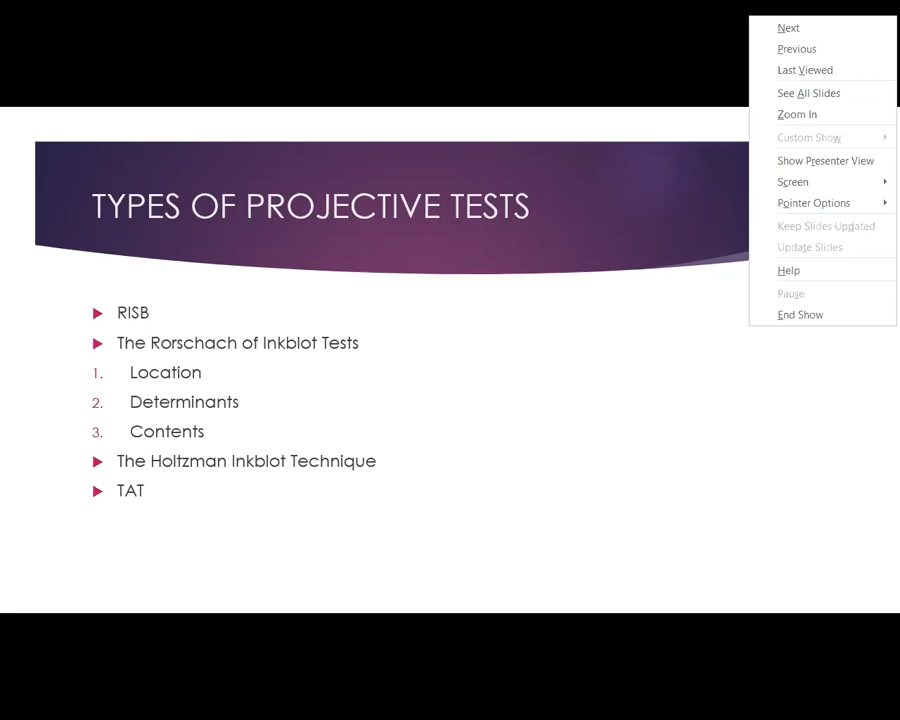 TYPES OF PROJECTIVE TESTS
RISB
The Rorschach of Inkblot Tests
1. Location
2. Determinants
3. Contents
The Holtzman Inkblot Technique
TAT
Next
Previous
Last Viewed
See All Slides
Zoom In
Custom Show
Show Presenter View
Screen
Pointer Options
Keep Slides Updated
Update Slides
Help
Pause
End Show